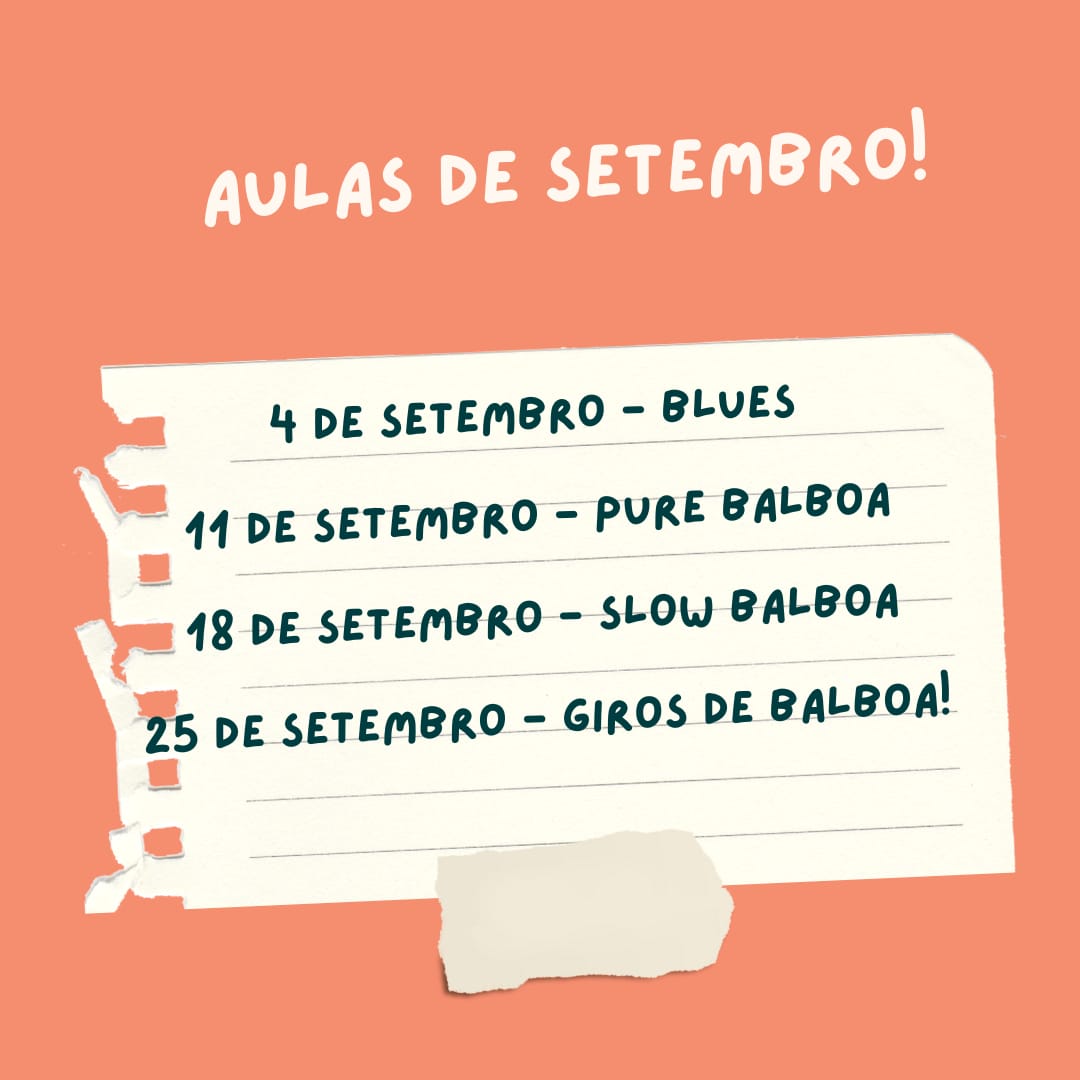 AULAS DE SETEMBRO!
4 DE SETEMBRO - BLUES
11 DE SETEMBRO - PURE BALBOA
18 DE SETEMBRO - SLOW BALBOA
25 DE SETEMBRO - GIROS DE BALBOA!